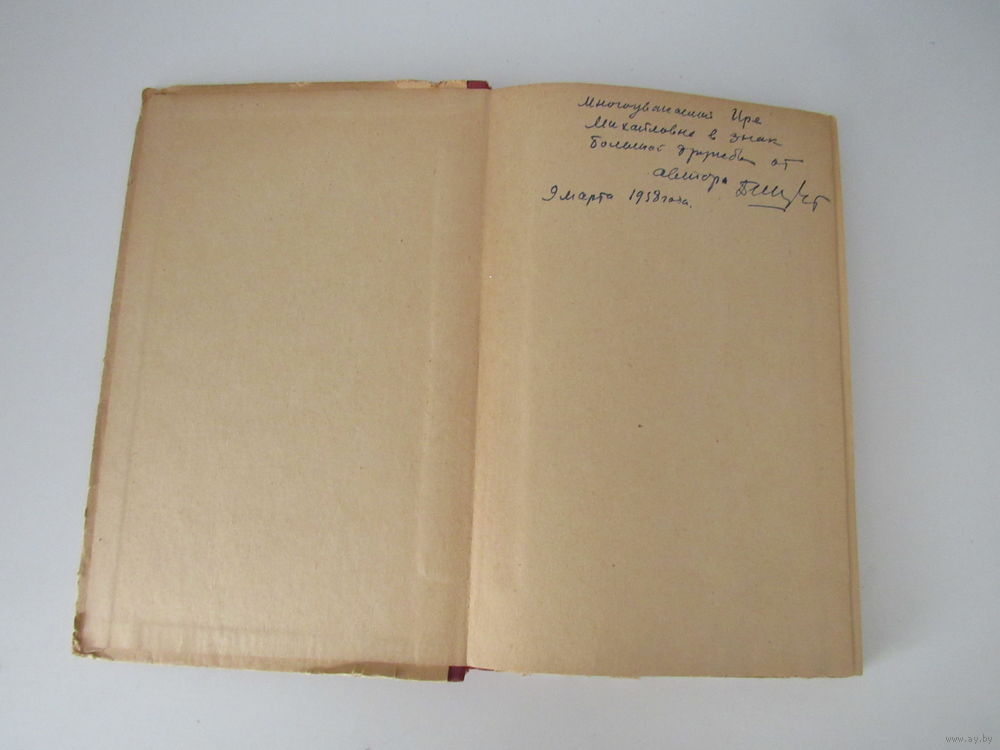 Многоуважаемой Ире
Михайловне в знак
большой дружбы от
автора
9 марта 1958 года.
www.ay.by